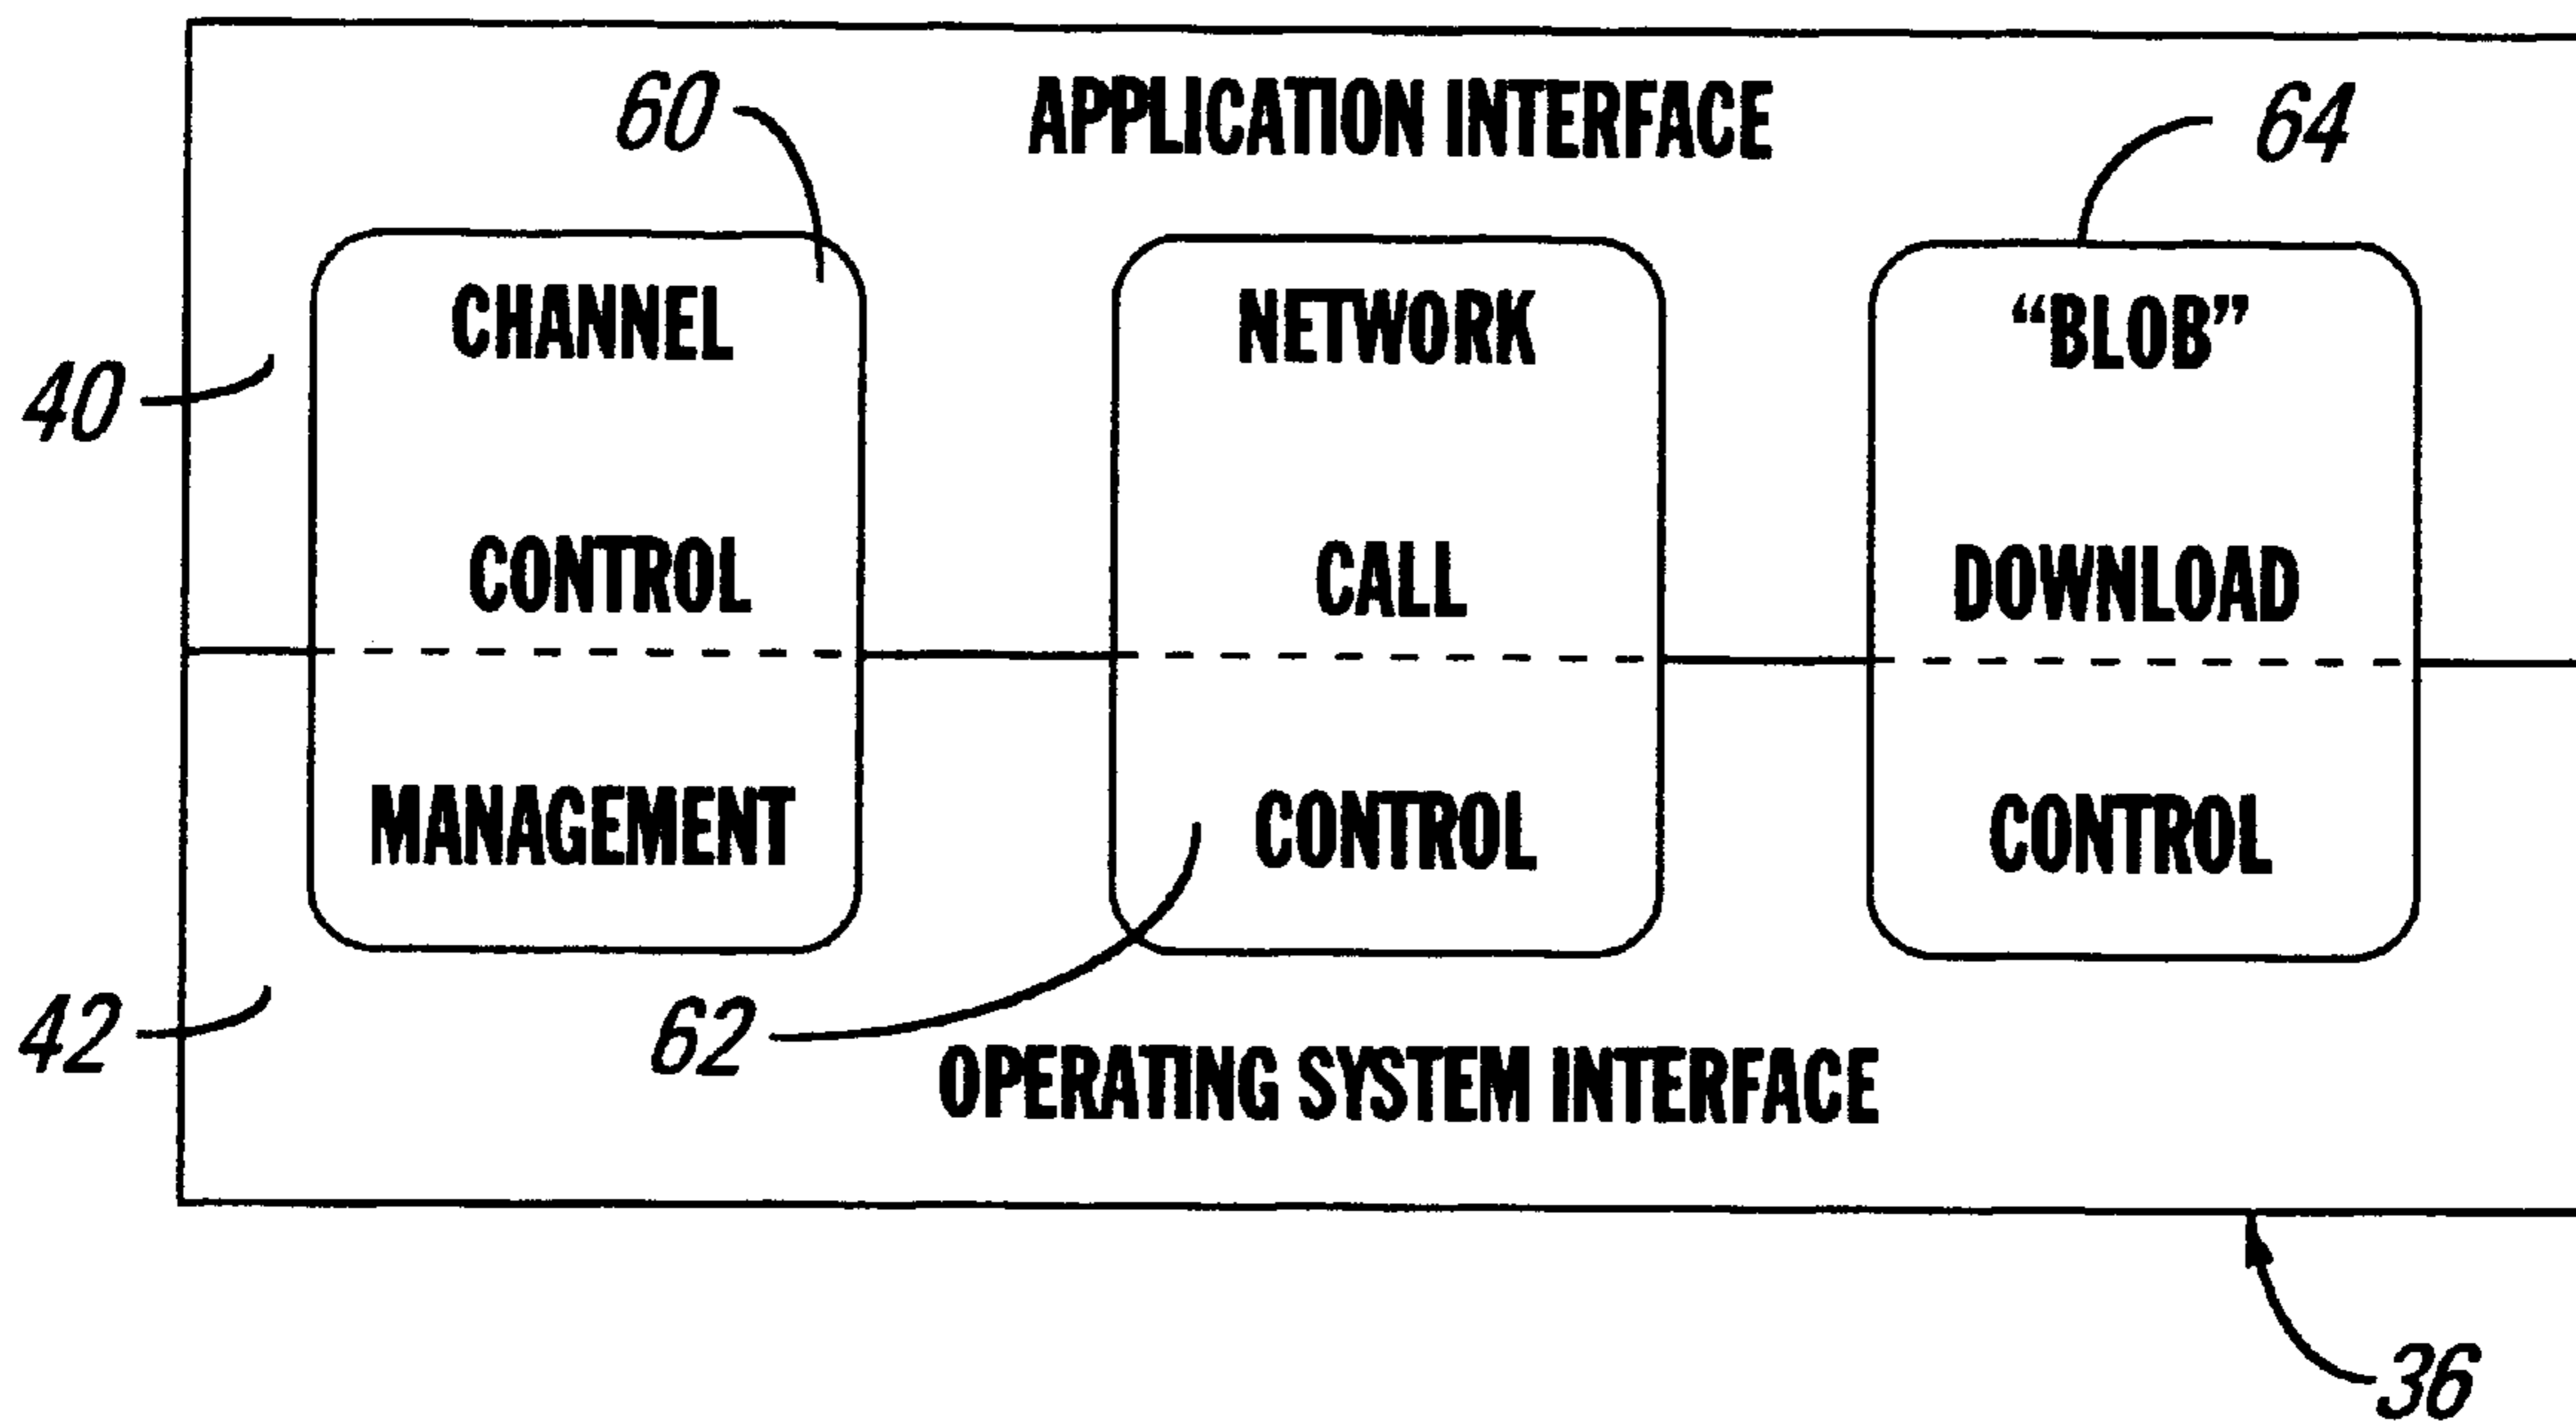 APPLICATION INTERFACE
60
64
CHANNEL
CONTROL
MANAGEMENT
NETWORK
CALL
CONTROL
“BLOB”
DOWNLOAD
CONTROL
40
42
62
OPERATING SYSTEM INTERFACE
36